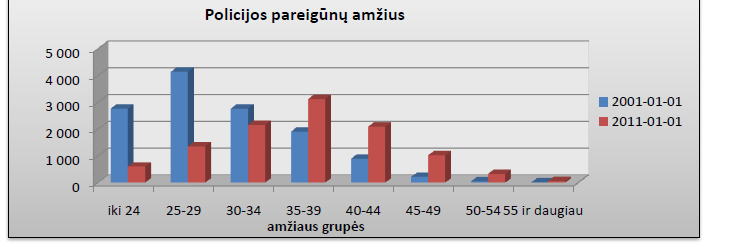 Policijos pareigūnų amžius
5 000
4 000
3 000
2 000
1 000
0
iki 24 25-29 30-34 35-39 40-44 45-49 50-54 55 ir daugiau
amžiaus grupės
2001-01-01
2011-01-01